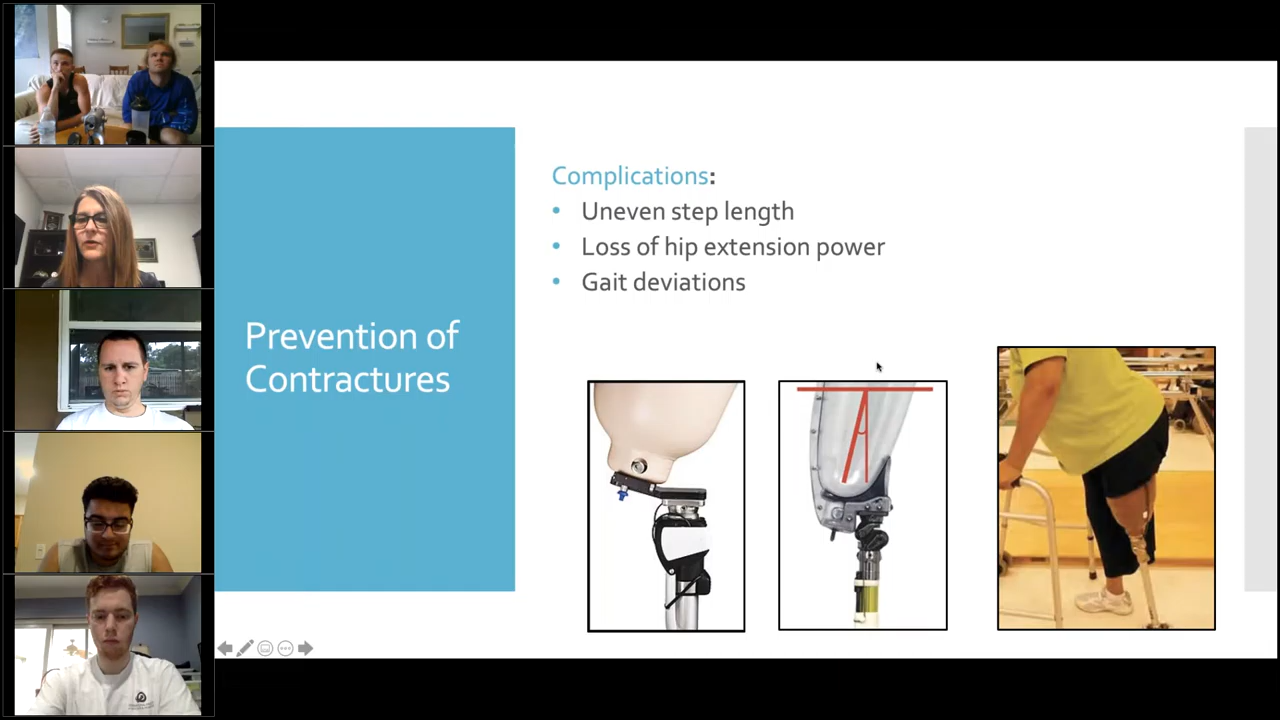 Complications:
• Uneven step length
• Loss of hip extension power
• Gait deviations
Prevention of
Contractures